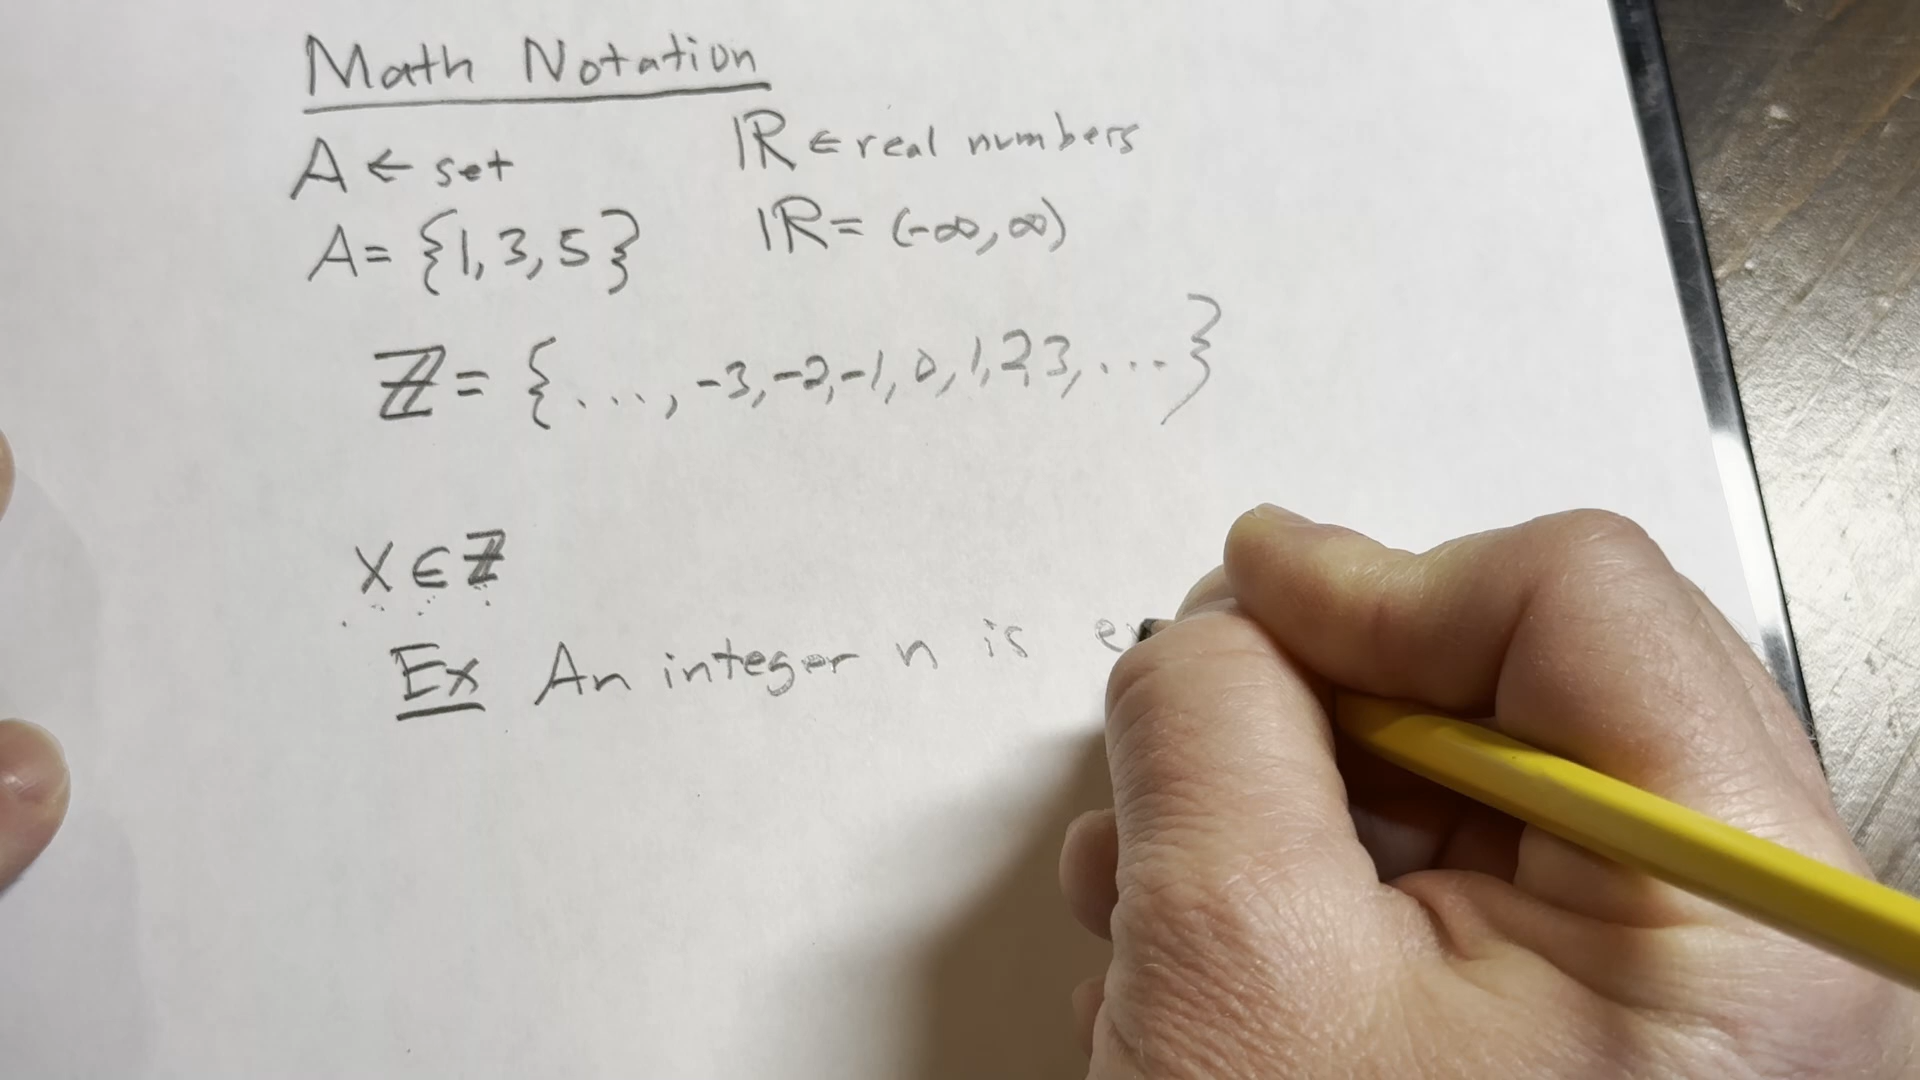 Math Notation
A ← set
ℝ ← real numbers
A = {1, 3, 5}
ℝ = (-∞, ∞)
ℤ = {..., -3, -2, -1, 0, 1, 2, 3, ...}
X ∈ ℤ
Ex An integer n is